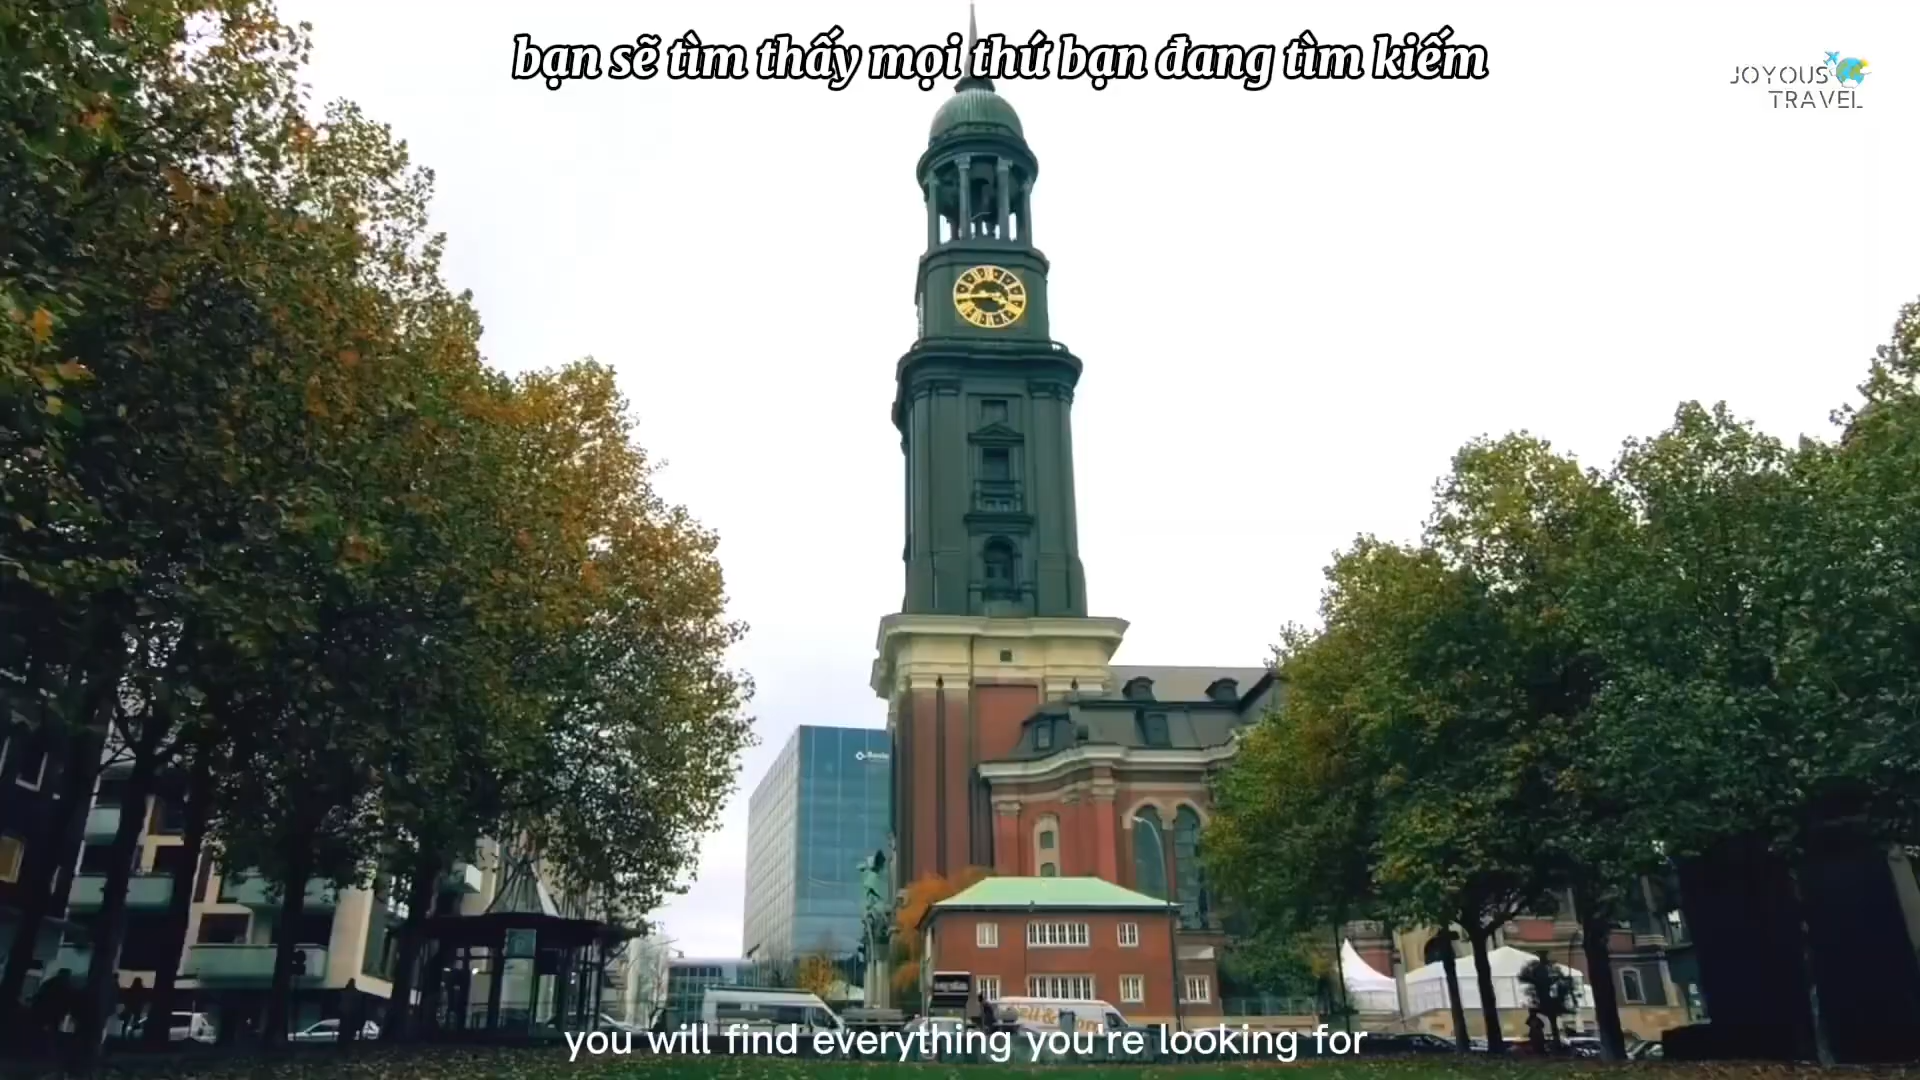 bạn sẽ tìm thấy mọi thứ bạn đang tìm kiếm
JOYOUS
TRAVEL
you will find everything you're looking for